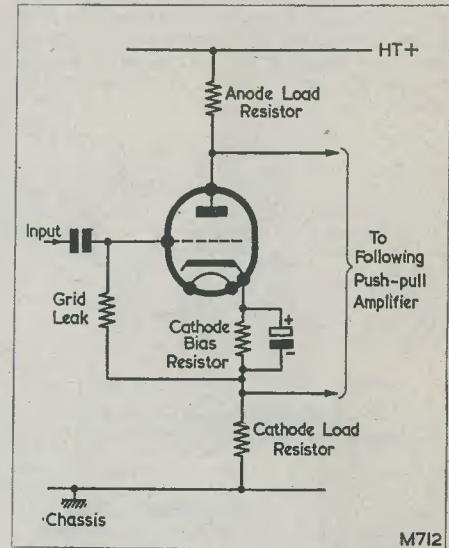 HT+
Anode Load
Resistor
Input
To
Following
Push-pull
Amplifier
Grid
Leak
Cathode
Bias
Resistor
+
-
Cathode Load
Resistor
Chassis
M712